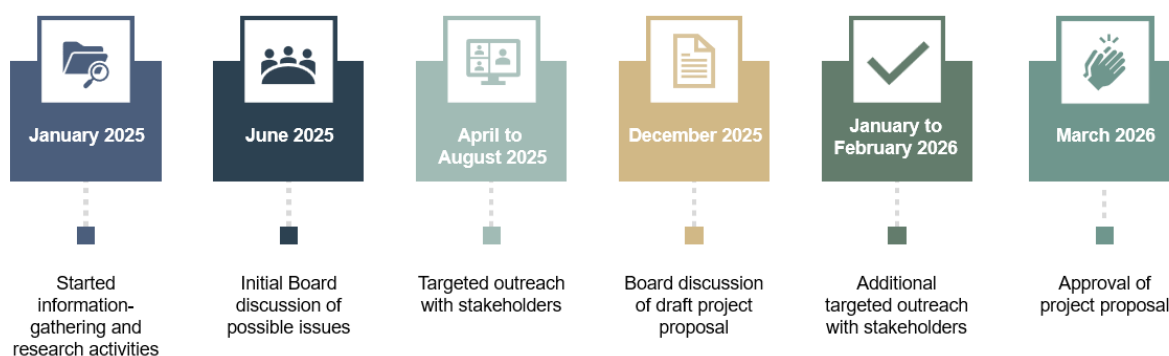 January 2025
June 2025
April to
August 2025
December 2025
January to
February 2026
March 2026
Started
information-
gathering and
research activities
Initial Board
discussion of
possible issues
Targeted outreach
with stakeholders
Board discussion
of draft project
proposal
Additional
targeted outreach
with stakeholders
Approval of
project proposal